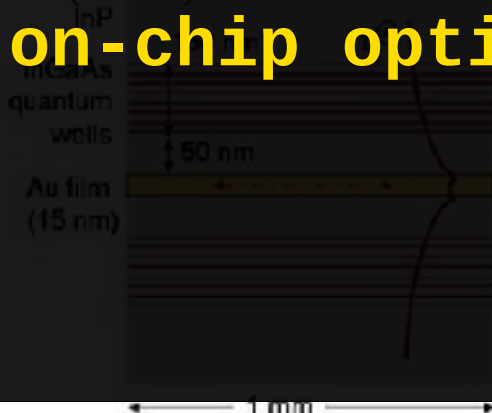 InP
on-chip opti
InGaAs
quantum
wells
50 nm
Au film
(15 nm)
1 mm